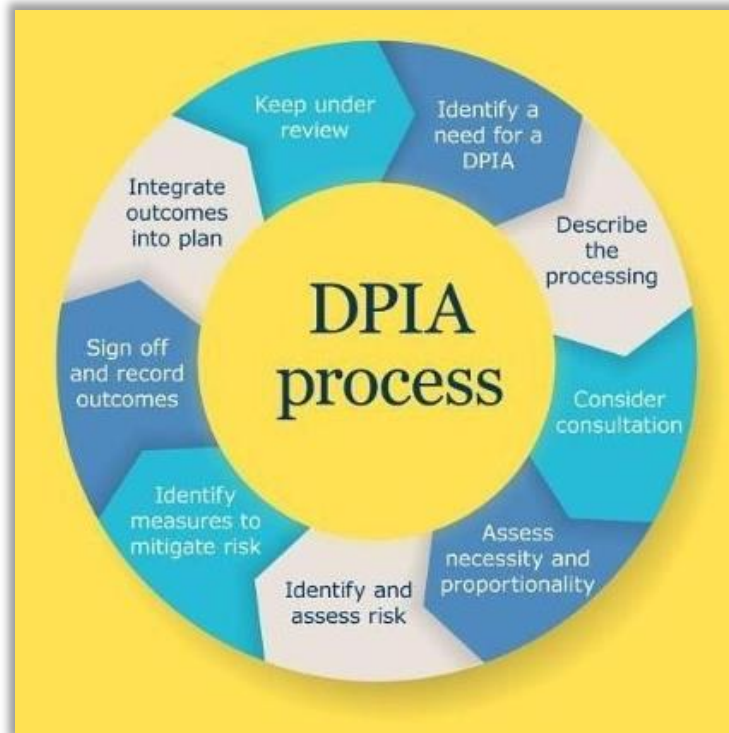 DPIA
process
Identify a
need for a
DPIA
Describe
the
processing
Consider
consultation
Assess
necessity and
proportionality
Identify and
assess risk
Identify
measures to
mitigate risk
Sign off
and record
outcomes
Integrate
outcomes
into plan
Keep under
review